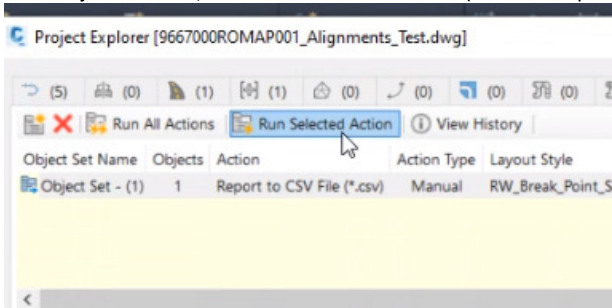 Project Explorer [9667000ROMAP001_Alignments_Test.dwg]
(5) (0) (1) (1) (0) (0) (0) (0)
Run All Actions Run Selected Action View History
Object Set Name Objects Action Action Type Layout Style
Object Set - (1) 1 Report to CSV File (*.csv) Manual RW_Break_Point_S